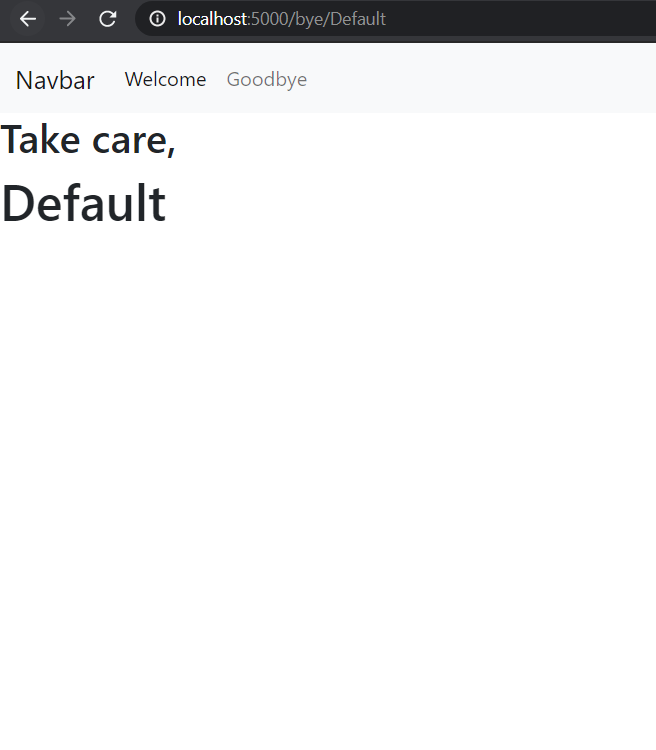 localhost:5000/bye/Default
Navbar Welcome Goodbye
Take care,
Default